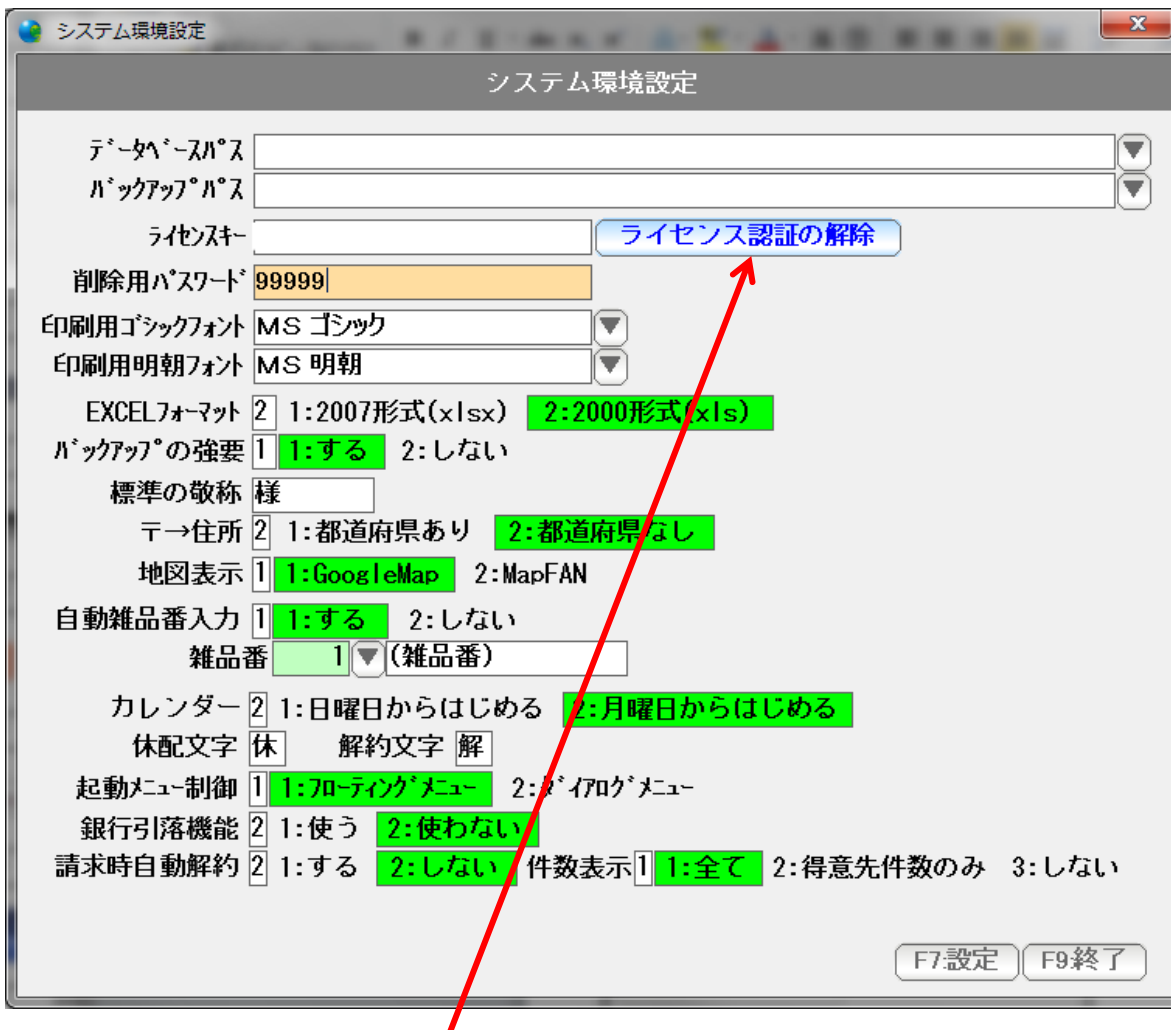 システム環境設定
システム環境設定
ﾃﾞｰﾀﾍﾞｰｽﾊﾟｽ
ﾊﾞｯｸｱｯﾌﾟﾊﾟｽ
ﾗｲｾﾝｽｷｰ ライセンス認証の解除
削除用ﾊﾟｽﾜｰﾄﾞ 99999
印刷用ｺﾞｼｯｸﾌｫﾝﾄ ＭＳ ゴシック
印刷用明朝ﾌｫﾝﾄ ＭＳ 明朝
EXCELﾌｫｰﾏｯﾄ 2 1:2007形式(xlsx) 2:2000形式(xls)
ﾊﾞｯｸｱｯﾌﾟの強要 1 1:する 2:しない
標準の敬称 様
〒→住所 2 1:都道府県あり 2:都道府県なし
地図表示 1 1:GoogleMap 2:MapFAN
自動雑品番入力 1 1:する 2:しない
雑品番 1 (雑品番)
カレンダー 2 1:日曜日からはじめる 2:月曜日からはじめる
休配文字 休 解約文字 解
起動ﾒﾆｭｰ制御 1 1:ﾌﾛｰﾃｨﾝｸﾞﾒﾆｭｰ 2:ﾀﾞｲｱﾛｸﾞﾒﾆｭｰ
銀行引落機能 2 1:使う 2:使わない
請求時自動解約 2 1:する 2:しない 件数表示 1 1:全て 2:得意先件数のみ 3:しない
F7:設定 F9:終了